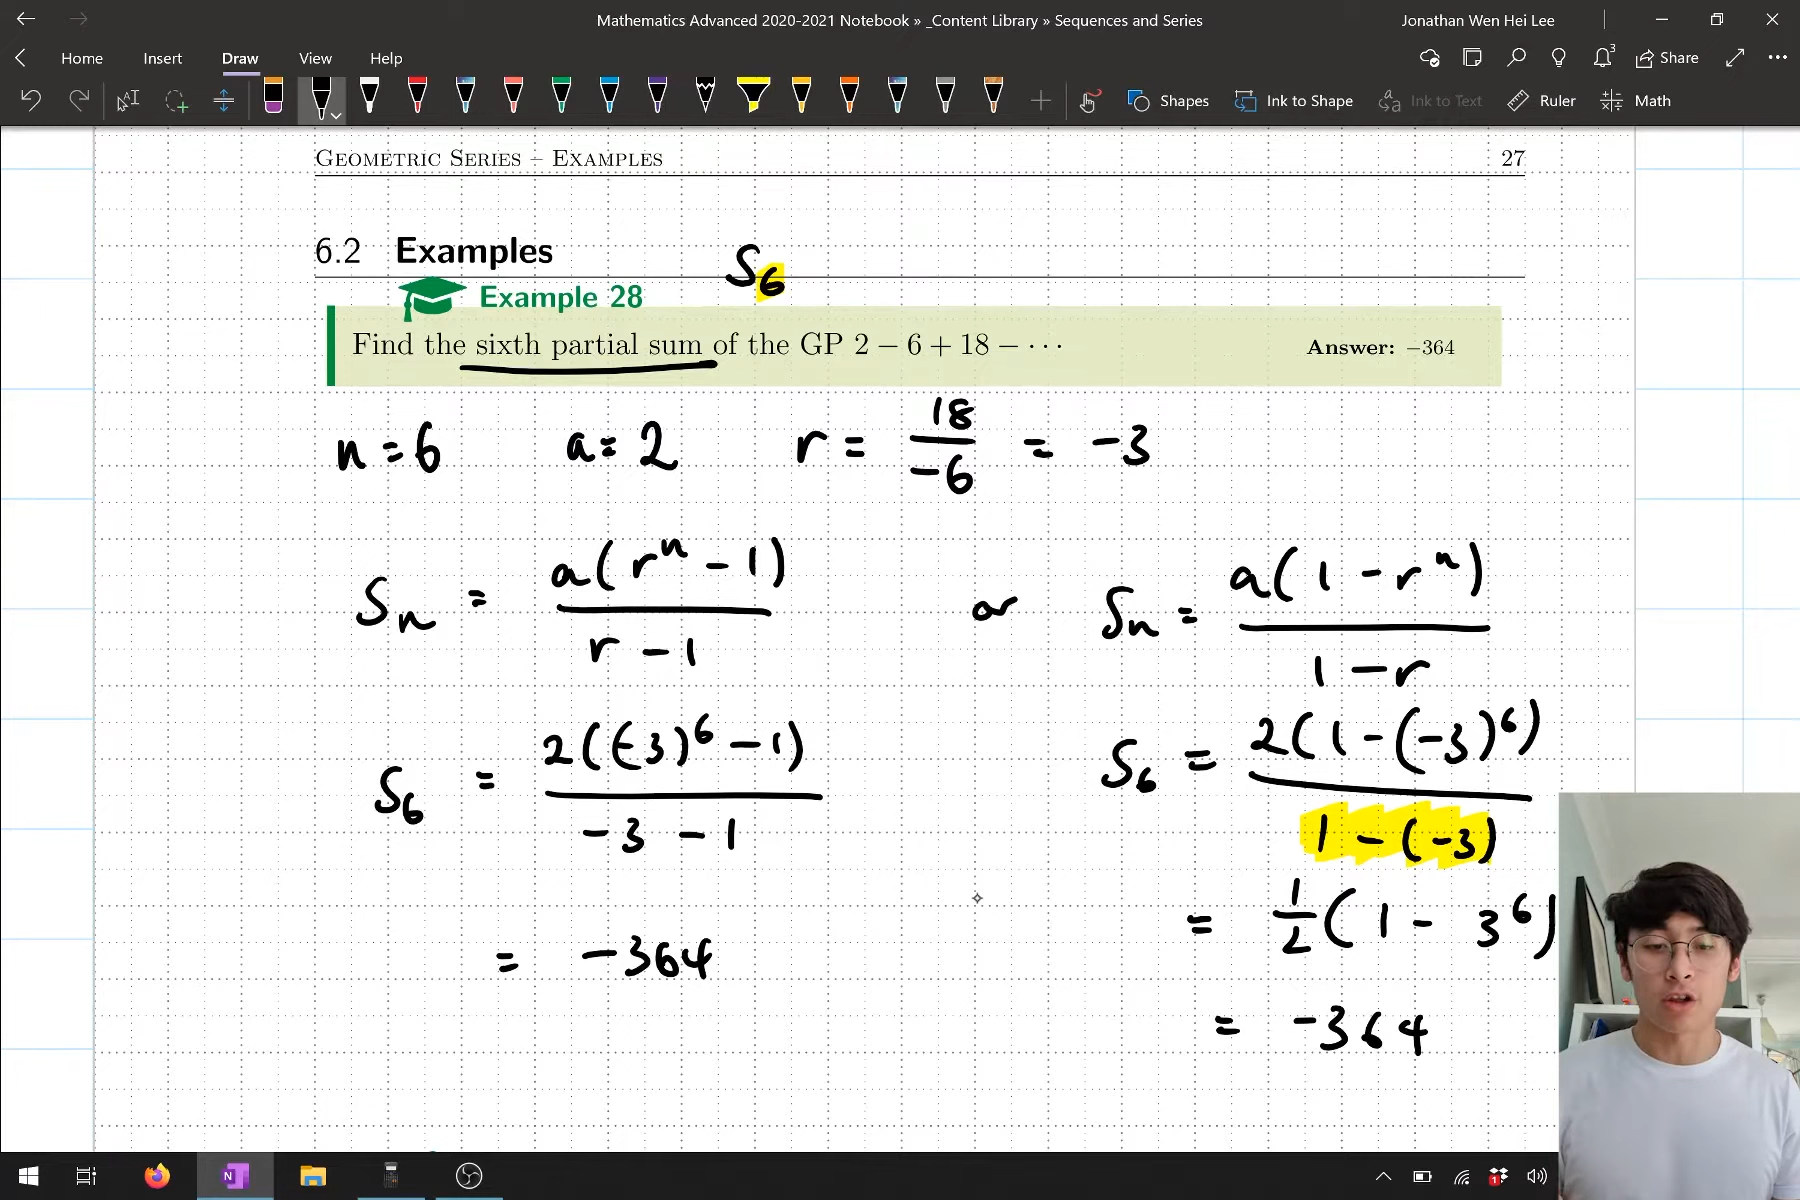 Mathematics Advanced 2020-2021 Notebook » _Content Library » Sequences and Series
Jonathan Wen Hei Lee
Home Insert Draw View Help
3
Share
Shapes Ink to Shape Ink to Text Ruler Math
GEOMETRIC SERIES – EXAMPLES 27
6.2 Examples
S₆
Example 28
Find the sixth partial sum of the GP 2 − 6 + 18 − ⋯ Answer: −364
n = 6 a = 2 r = 18/−6 = −3
Sₙ = a(rⁿ − 1)/(r − 1) or Sₙ = a(1 − rⁿ)/(1 − r)
S₆ = 2((−3)⁶ − 1)/(−3 − 1) S₆ = 2(1 − (−3)⁶)/(1 − (−3))
= 1/2(1 − 3⁶)
= −364
= −364
N
1